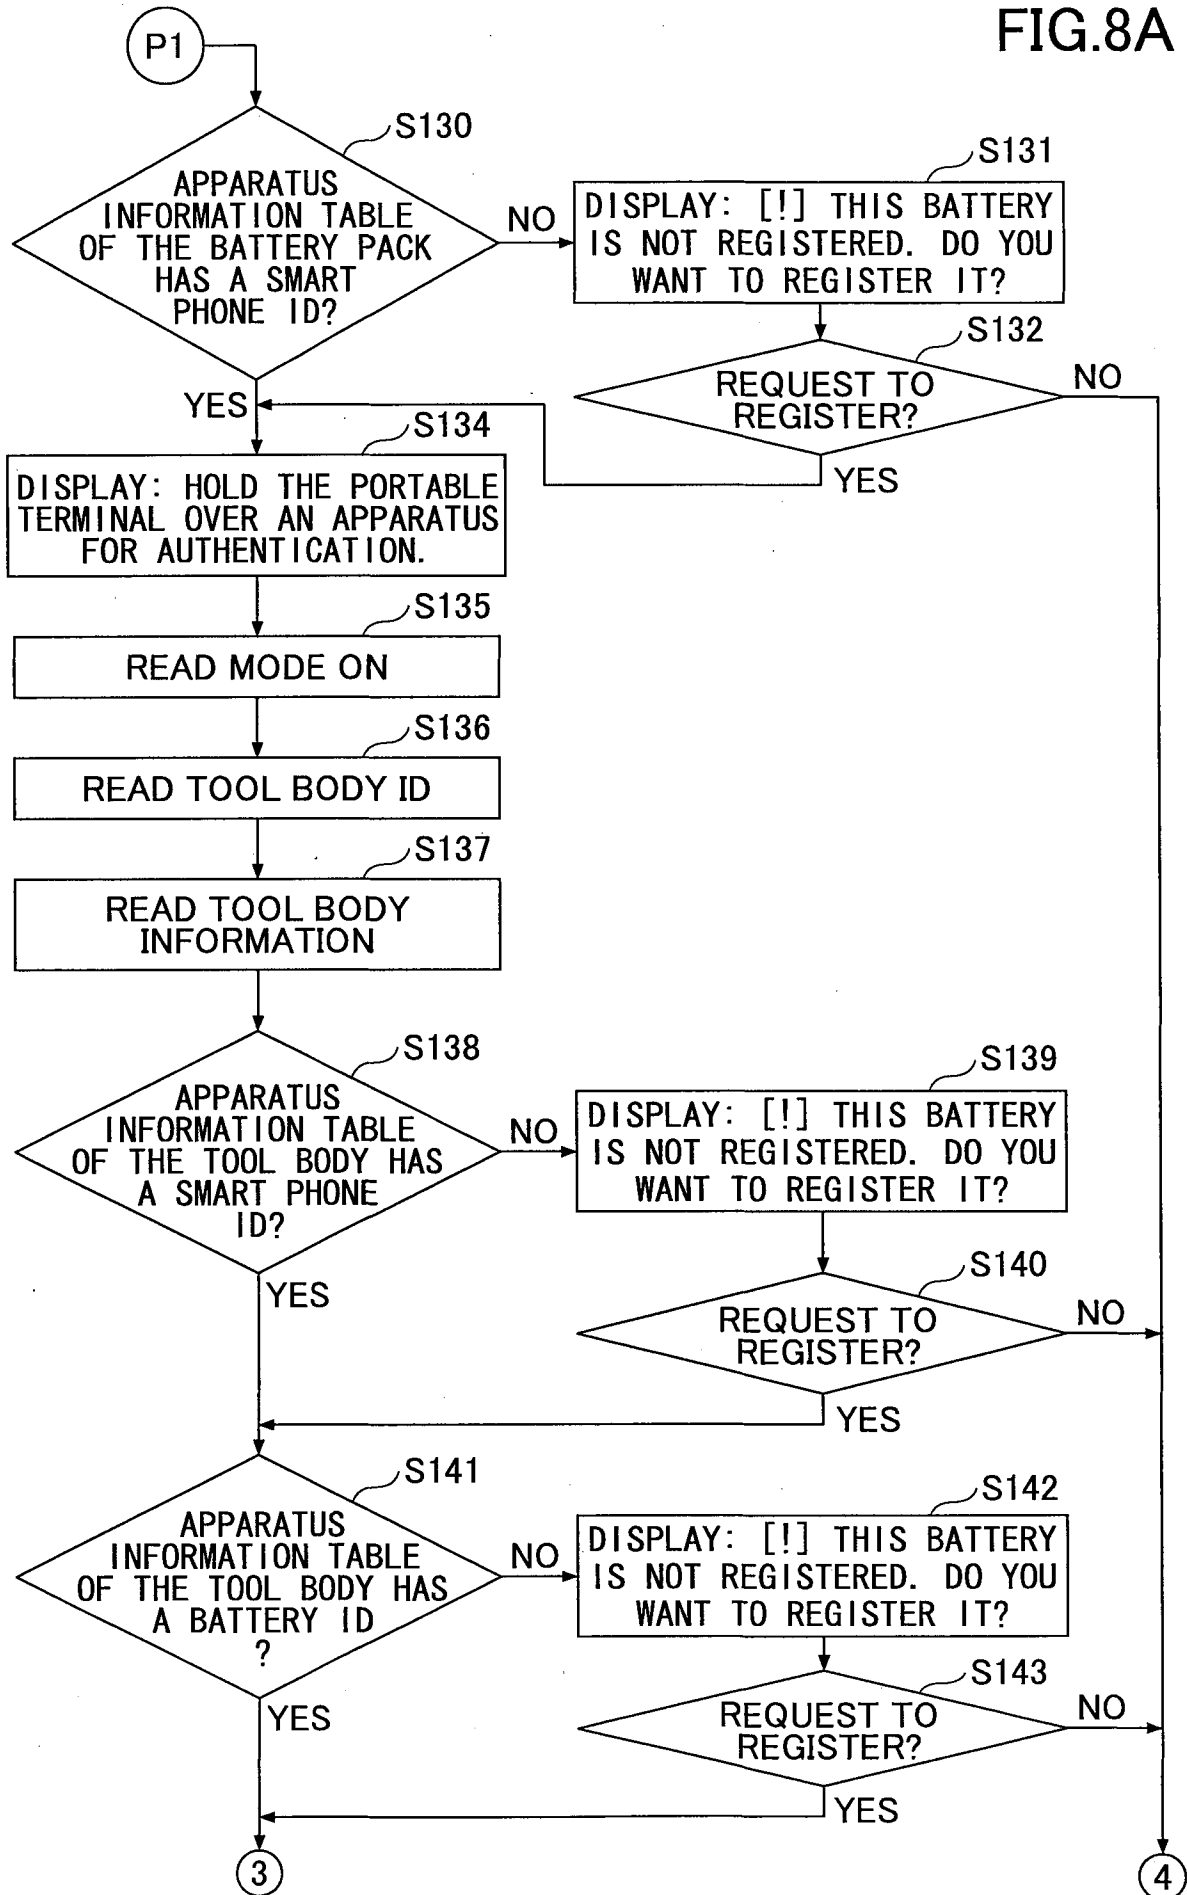 FIG.8A
P1
S130
APPARATUS
INFORMATION TABLE
OF THE BATTERY PACK
HAS A SMART
PHONE ID?
NO
S131
DISPLAY: [!] THIS BATTERY
IS NOT REGISTERED. DO YOU
WANT TO REGISTER IT?
S132
REQUEST TO
REGISTER?
NO
YES
YES
S134
DISPLAY: HOLD THE PORTABLE
TERMINAL OVER AN APPARATUS
FOR AUTHENTICATION.
S135
READ MODE ON
S136
READ TOOL BODY ID
S137
READ TOOL BODY
INFORMATION
S138
APPARATUS
INFORMATION TABLE
OF THE TOOL BODY HAS
A SMART PHONE
ID?
NO
YES
S139
DISPLAY: [!] THIS BATTERY
IS NOT REGISTERED. DO YOU
WANT TO REGISTER IT?
S140
REQUEST TO
REGISTER?
NO
YES
S141
APPARATUS
INFORMATION TABLE
OF THE TOOL BODY HAS
A BATTERY ID
?
NO
YES
S142
DISPLAY: [!] THIS BATTERY
IS NOT REGISTERED. DO YOU
WANT TO REGISTER IT?
S143
REQUEST TO
REGISTER?
NO
YES
3
4